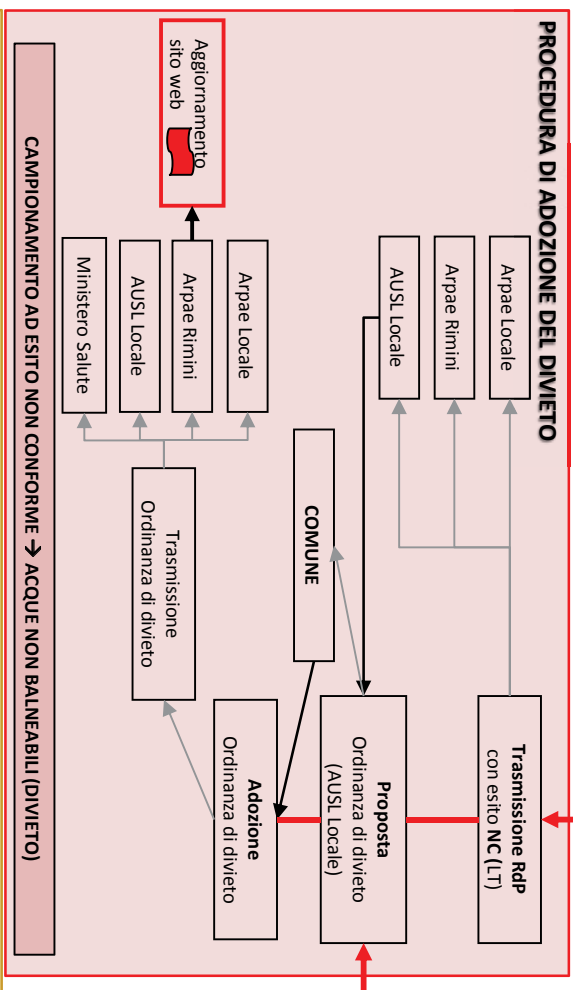 PROCEDURA DI ADOZIONE DEL DIVIETO
Trasmissione RdP
con esito NC (LT)
Arpae Locale
Arpae Rimini
AUSL Locale
Proposta
Ordinanza di divieto
(AUSL Locale)
COMUNE
Adozione
Ordinanza di divieto
Trasmissione
Ordinanza di divieto
Arpae Locale
Arpae Rimini
AUSL Locale
Ministero Salute
Aggiornamento
sito web
CAMPIONAMENTO AD ESITO NON CONFORME → ACQUE NON BALNEABILI (DIVIETO)